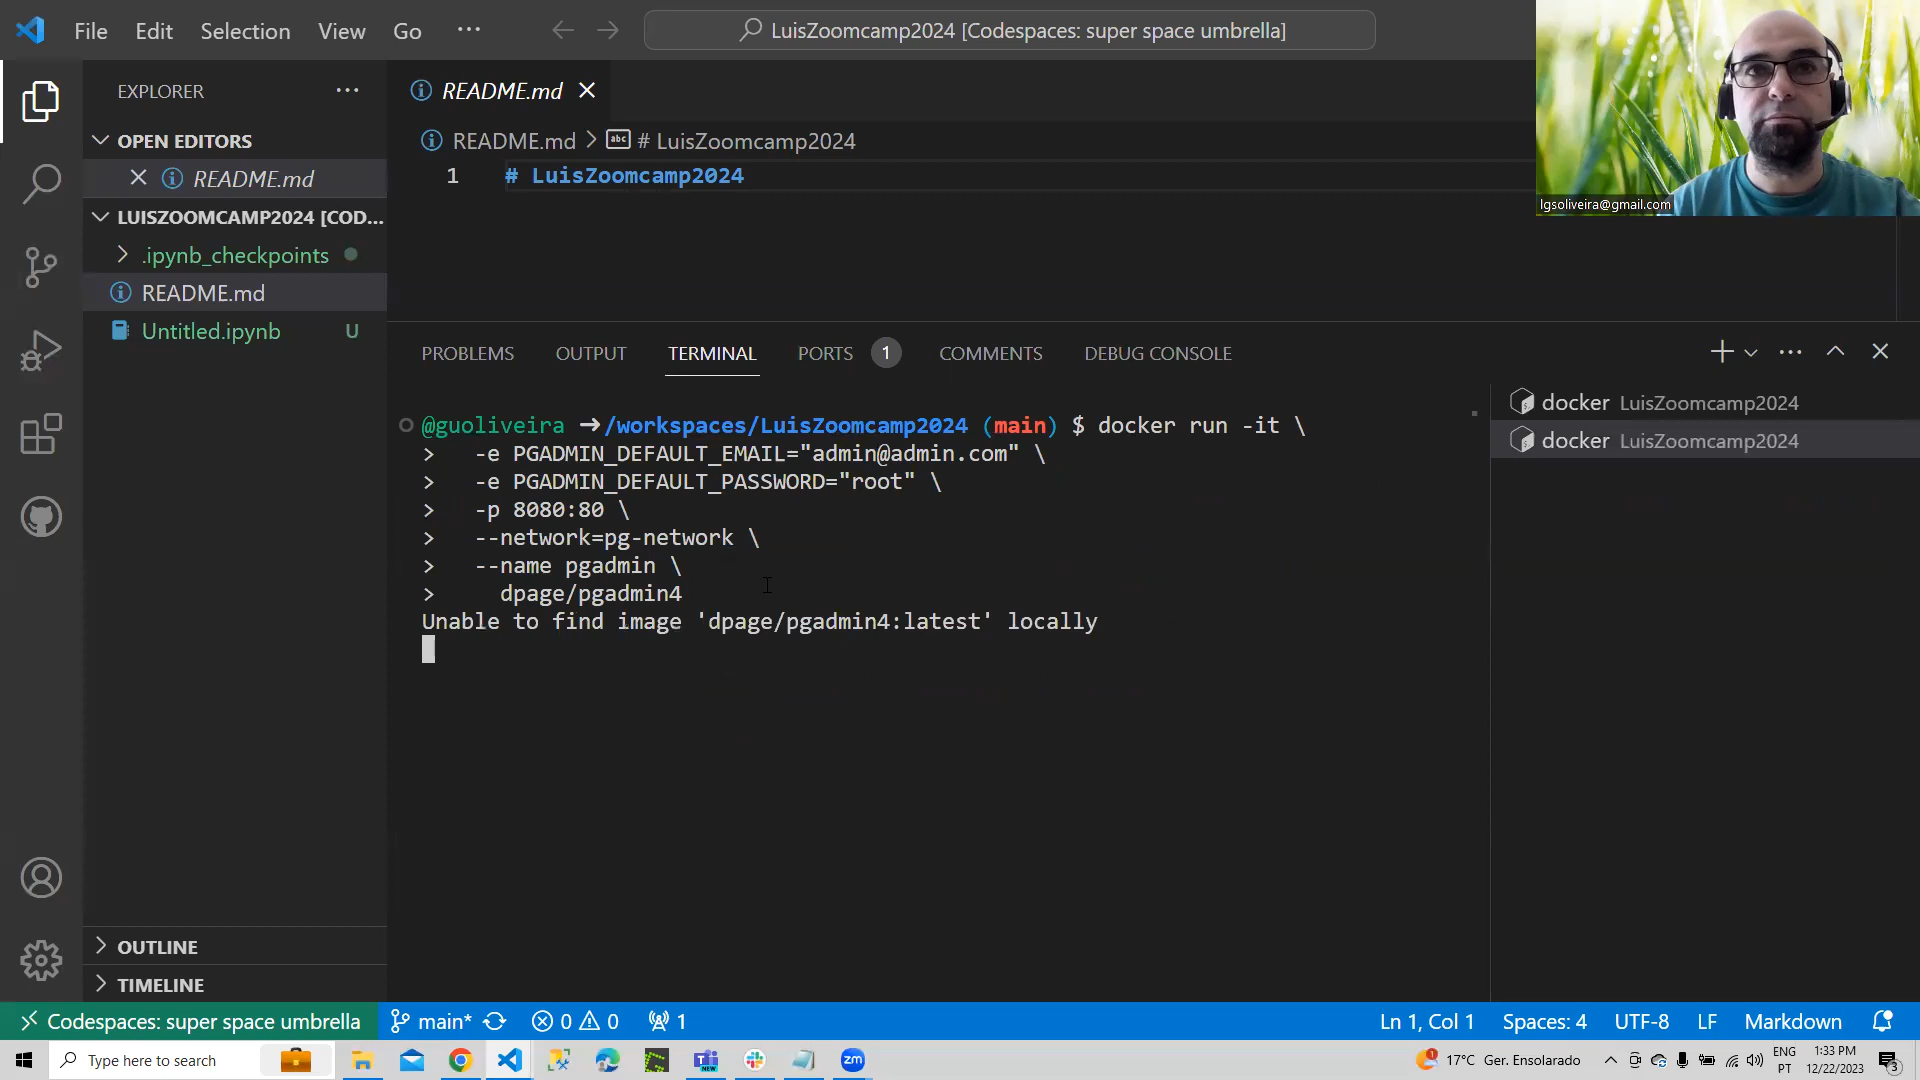 File Edit Selection View Go ···
LuisZoomcamp2024 [Codespaces: super space umbrella]
lgsoliveira@gmail.com
EXPLORER ···
OPEN EDITORS
README.md
LUISZOOMCAMP2024 [COD...
.ipynb_checkpoints
README.md
Untitled.ipynb U
OUTLINE
TIMELINE
README.md
README.md > abc # LuisZoomcamp2024
1 # LuisZoomcamp2024
PROBLEMS OUTPUT TERMINAL PORTS 1 COMMENTS DEBUG CONSOLE
@guoliveira ➜ /workspaces/LuisZoomcamp2024 (main) $ docker run -it \
> -e PGADMIN_DEFAULT_EMAIL="admin@admin.com" \
> -e PGADMIN_DEFAULT_PASSWORD="root" \
> -p 8080:80 \
> --network=pg-network \
> --name pgadmin \
> dpage/pgadmin4
Unable to find image 'dpage/pgadmin4:latest' locally
docker LuisZoomcamp2024
docker LuisZoomcamp2024
Codespaces: super space umbrella main* 0 0 1 Ln 1, Col 1 Spaces: 4 UTF-8 LF Markdown
Type here to search
NEW
zm
1
17°C Ger. Ensolarado
ENG
PT
1:33 PM
12/22/2023
3